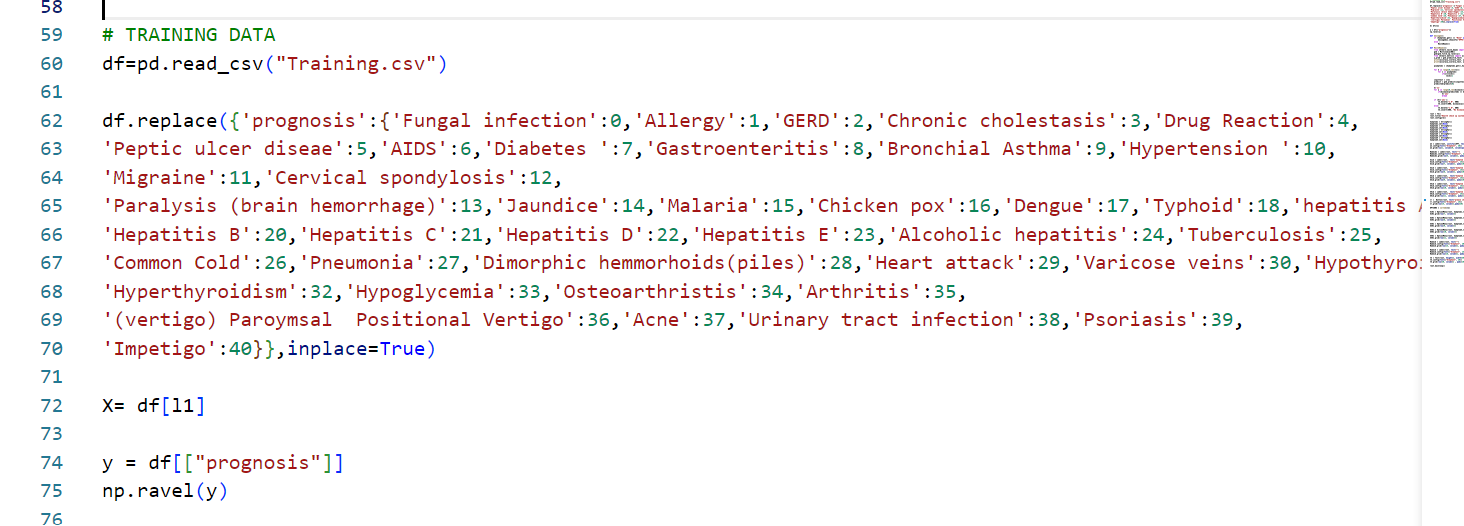 58
59 # TRAINING DATA
60 df=pd.read_csv("Training.csv")
61
62 df.replace({'prognosis':{'Fungal infection':0,'Allergy':1,'GERD':2,'Chronic cholestasis':3,'Drug Reaction':4,
63 'Peptic ulcer diseae':5,'AIDS':6,'Diabetes ':7,'Gastroenteritis':8,'Bronchial Asthma':9,'Hypertension ':10,
64 'Migraine':11,'Cervical spondylosis':12,
65 'Paralysis (brain hemorrhage)':13,'Jaundice':14,'Malaria':15,'Chicken pox':16,'Dengue':17,'Typhoid':18,'hepatitis
66 'Hepatitis B':20,'Hepatitis C':21,'Hepatitis D':22,'Hepatitis E':23,'Alcoholic hepatitis':24,'Tuberculosis':25,
67 'Common Cold':26,'Pneumonia':27,'Dimorphic hemmorhoids(piles)':28,'Heart attack':29,'Varicose veins':30,'Hypothyro
68 'Hyperthyroidism':32,'Hypoglycemia':33,'Osteoarthristis':34,'Arthritis':35,
69 '(vertigo) Paroymsal  Positional Vertigo':36,'Acne':37,'Urinary tract infection':38,'Psoriasis':39,
70 'Impetigo':40}},inplace=True)
71
72 X= df[l1]
73
74 y = df[["prognosis"]]
75 np.ravel(y)
76